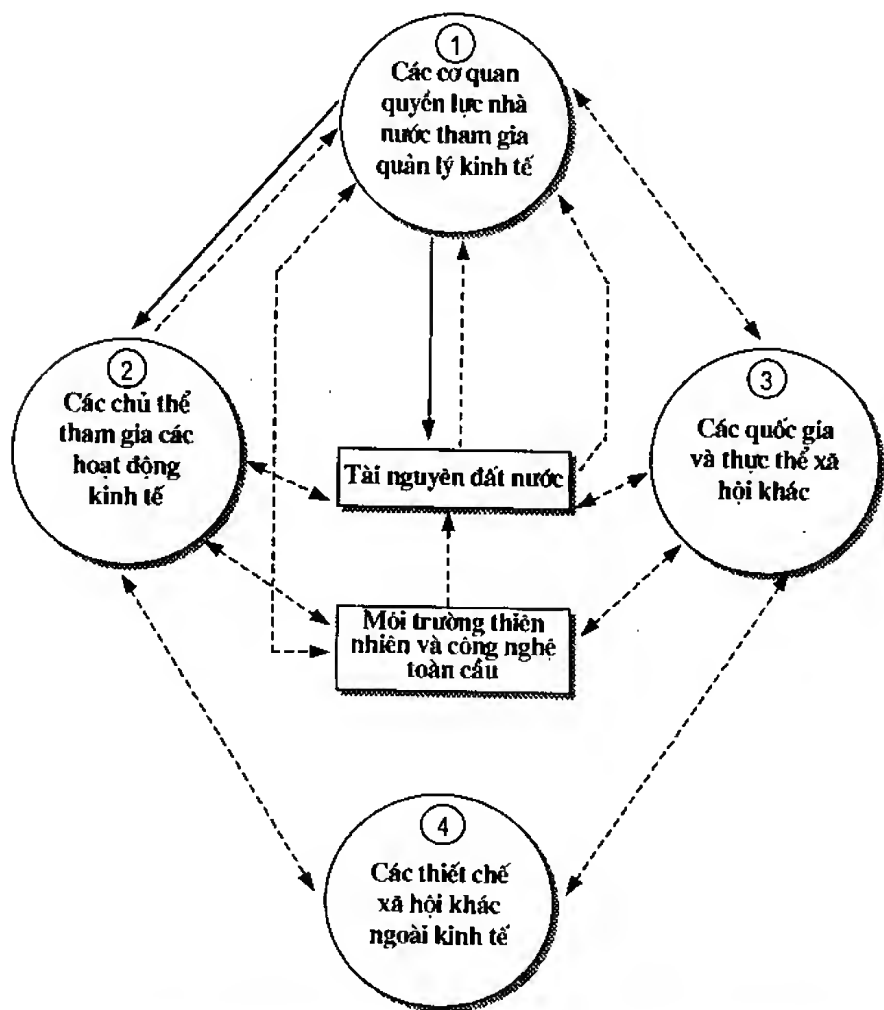 1
Các cơ quan
quyền lực nhà
nước tham gia
quản lý kinh tế
2
Các chủ thể
tham gia các
hoạt động
kinh tế
3
Các quốc gia
và thực thể xã
hội khác
Tài nguyên đất nước
Môi trường thiên
nhiên và công nghệ
toàn cầu
4
Các thiết chế
xã hội khác
ngoài kinh tế